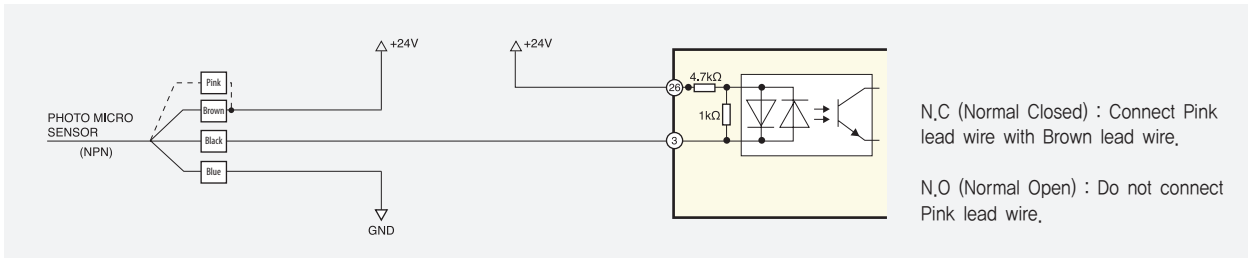 +24V
+24V
Pink
Brown
Black
Blue
PHOTO MICRO
SENSOR
(NPN)
GND
26
3
4.7kΩ
1kΩ
N.C (Normal Closed) : Connect Pink
lead wire with Brown lead wire.
N.O (Normal Open) : Do not connect
Pink lead wire.